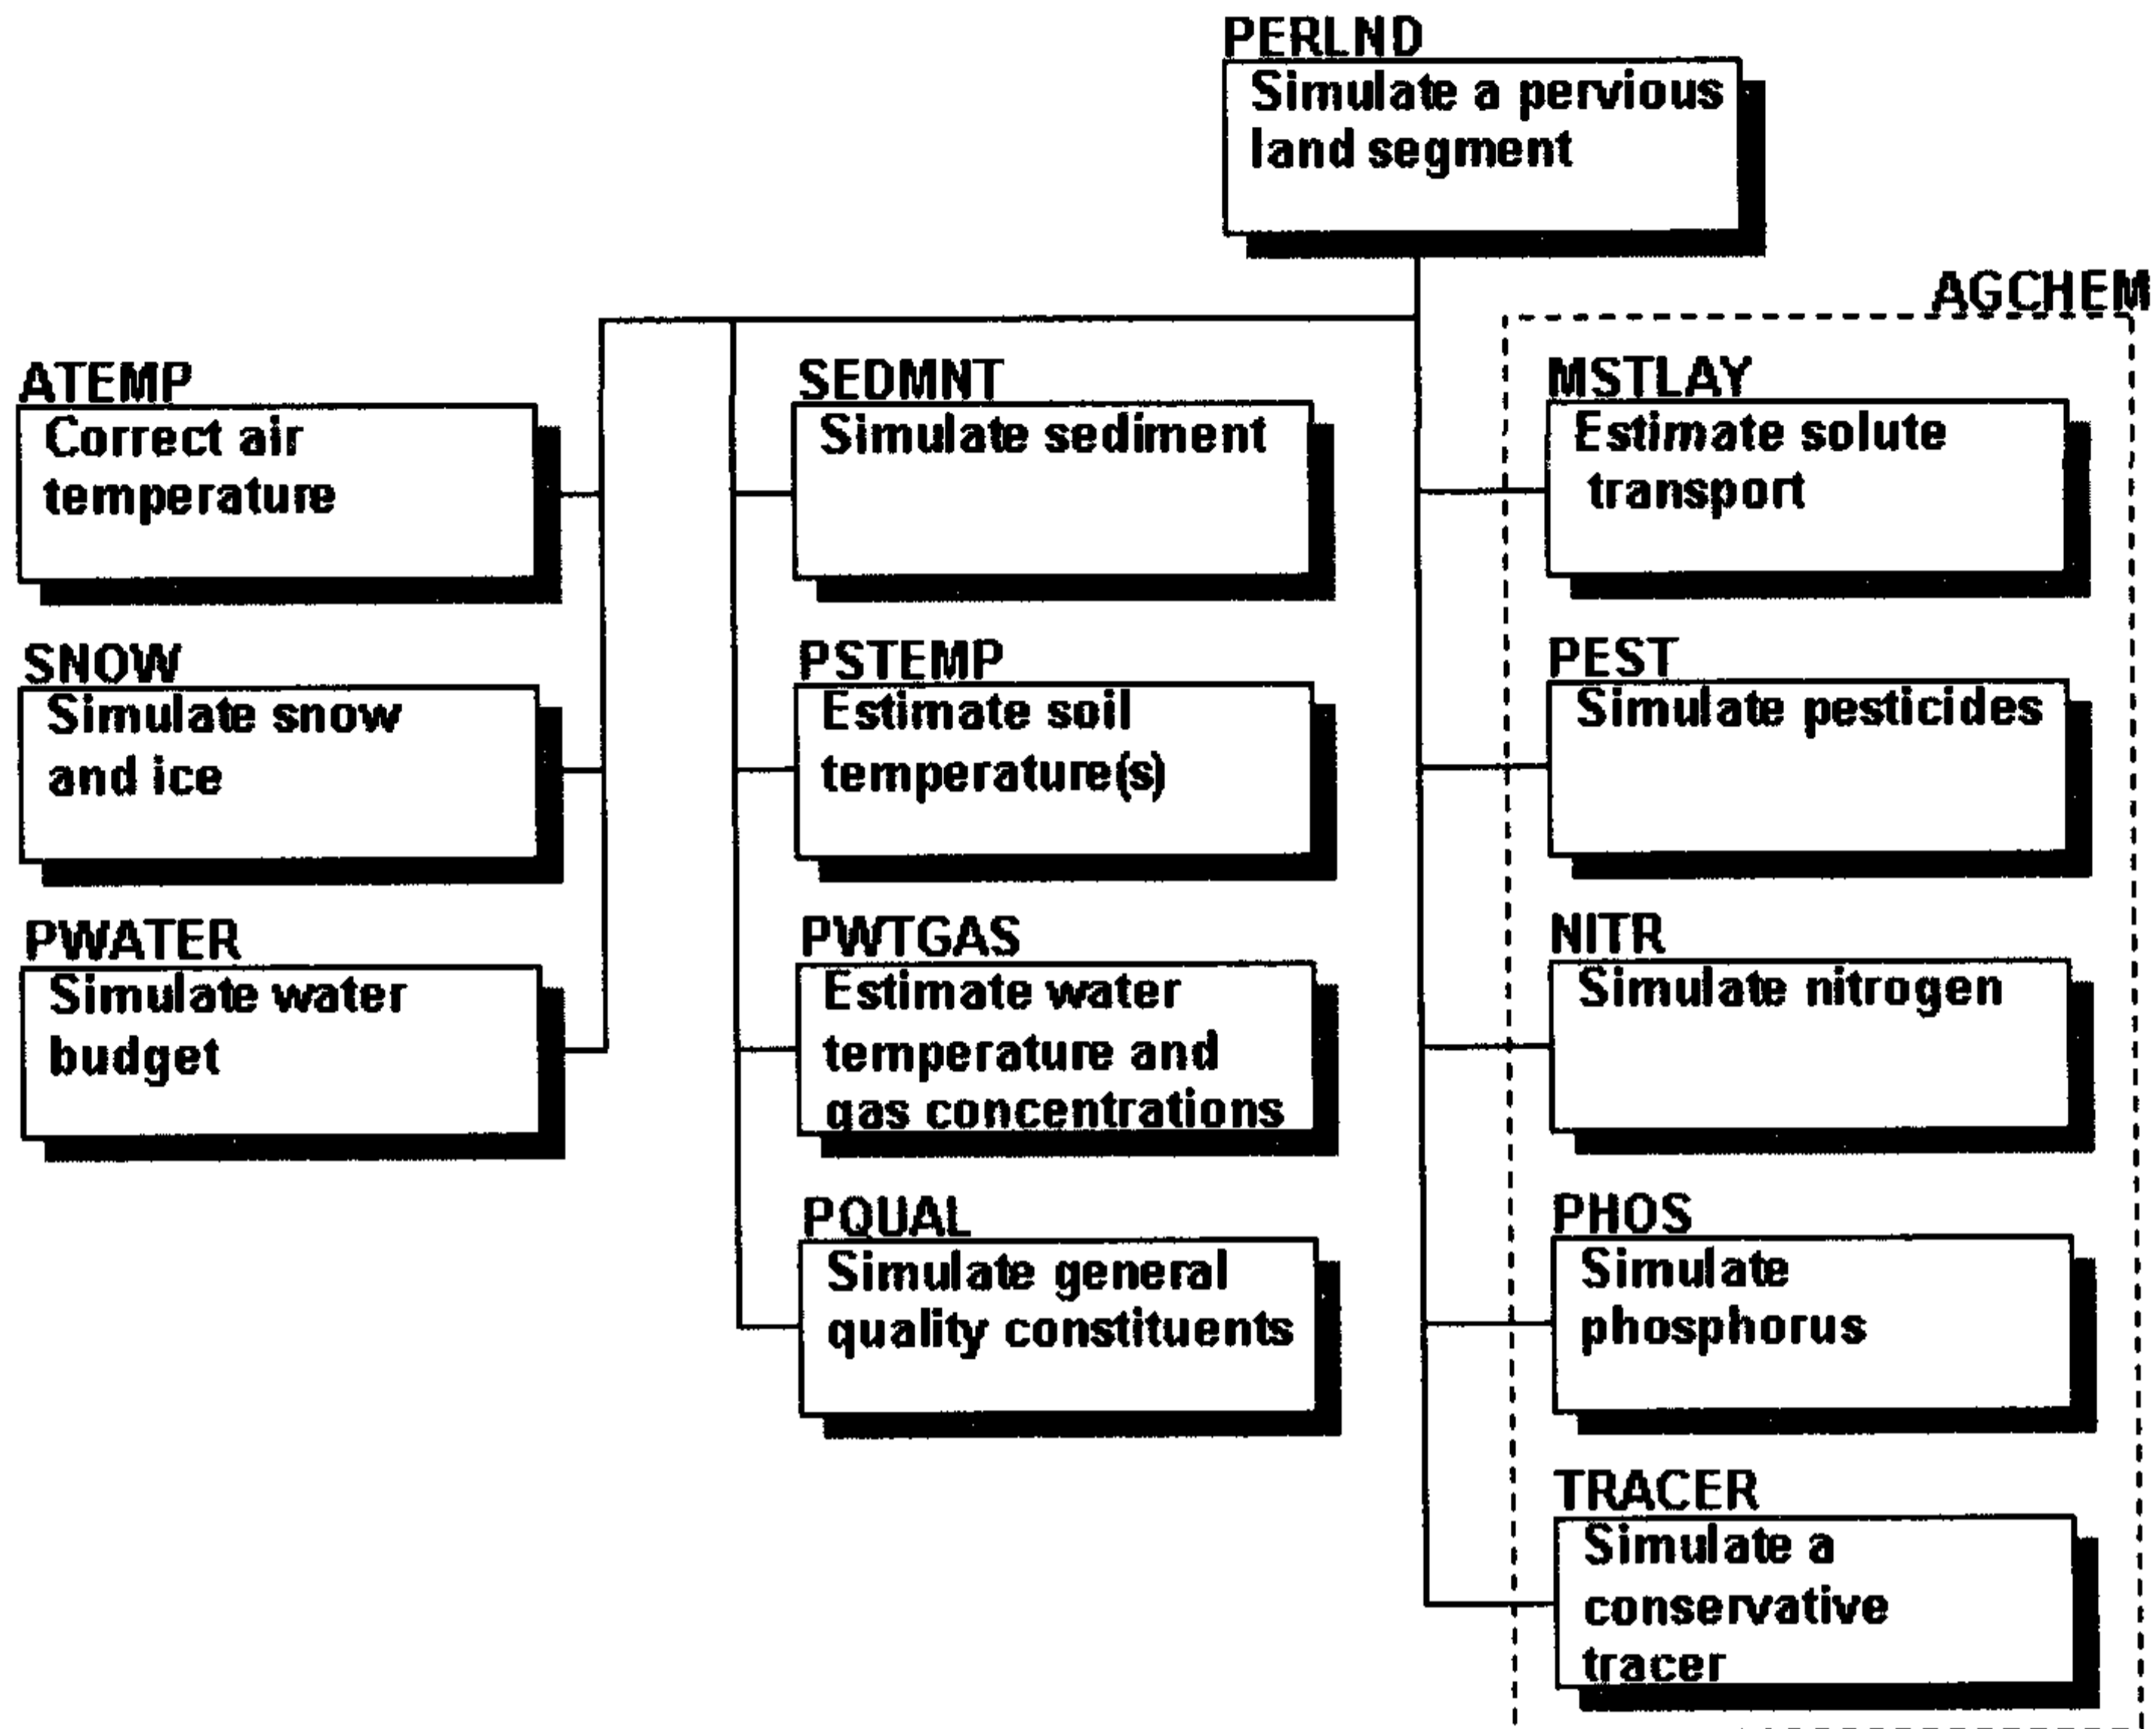 PERLND
Simulate a pervious
land segment
AGCHEM
ATEMP
Correct air
temperature
SNOW
Simulate snow
and ice
PWATER
Simulate water
budget
SEDMNT
Simulate sediment
PSTEMP
Estimate soil
temperature(s)
PWTGAS
Estimate water
temperature and
gas concentrations
PQUAL
Simulate general
quality constituents
MSTLAY
Estimate solute
transport
PEST
Simulate pesticides
NITR
Simulate nitrogen
PHOS
Simulate
phosphorus
TRACER
Simulate a
conservative
tracer